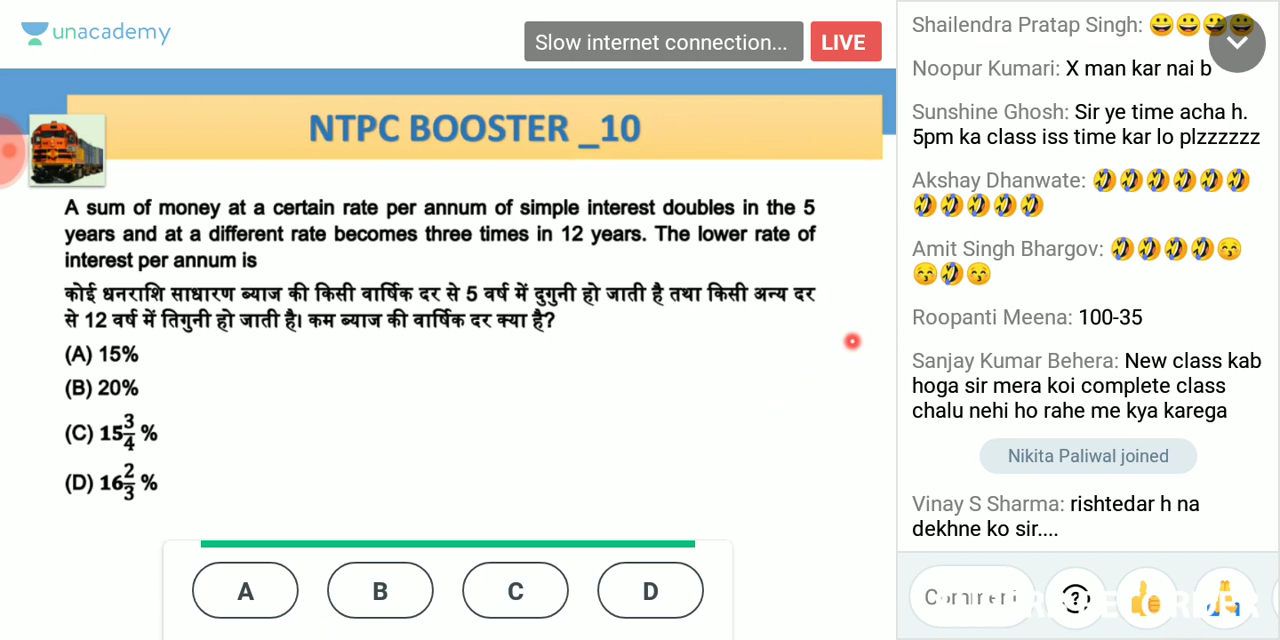 unacademy
Slow internet connection...
LIVE
NTPC BOOSTER _10
A sum of money at a certain rate per annum of simple interest doubles in the 5
years and at a different rate becomes three times in 12 years. The lower rate of
interest per annum is
कोई धनराशि साधारण ब्याज की किसी वार्षिक दर से 5 वर्ष में दुगुनी हो जाती है तथा किसी अन्य दर
से 12 वर्ष में तिगुनी हो जाती है। कम ब्याज की वार्षिक दर क्या है?
(A) 15%
(B) 20%
(C) 15 3/4 %
(D) 16 2/3 %
A
B
C
D
Shailendra Pratap Singh: 😀😀😀😀
Noopur Kumari: X man kar nai b
Sunshine Ghosh: Sir ye time acha h.
5pm ka class iss time kar lo plzzzzzz
Akshay Dhanwate: 🤣🤣🤣🤣🤣🤣
🤣🤣🤣🤣🤣
Amit Singh Bhargov: 🤣🤣🤣🤣😙
😙🤣😙
Roopanti Meena: 100-35
Sanjay Kumar Behera: New class kab
hoga sir mera koi complete class
chalu nehi ho rahe me kya karega
Nikita Paliwal joined
Vinay S Sharma: rishtedar h na
dekhne ko sir....
?